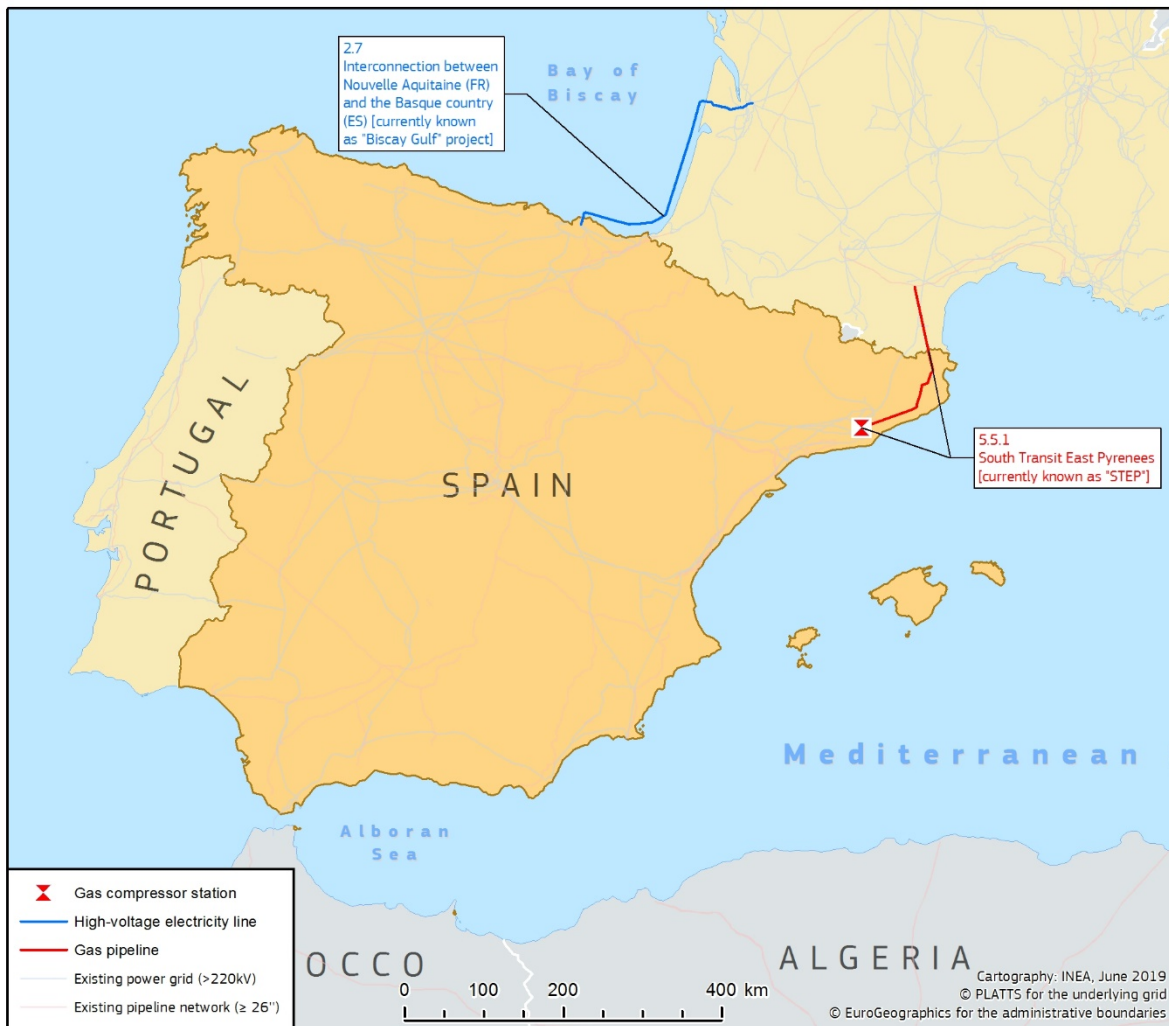 2.7
Interconnection between
Nouvelle Aquitaine (FR)
and the Basque country
(ES) [currently known
as "Biscay Gulf" project]
Bay of
Biscay
PORTUGAL
SPAIN
5.5.1
South Transit East Pyrenees
[currently known as "STEP"]
Mediterranean
Alboran
Sea
OCCO
ALGERIA
Gas compressor station
High-voltage electricity line
Gas pipeline
Existing power grid (>220kV)
Existing pipeline network (≥ 26'')
0 100 200 400 km
Cartography: INEA, June 2019
© PLATTS for the underlying grid
© EuroGeographics for the administrative boundaries